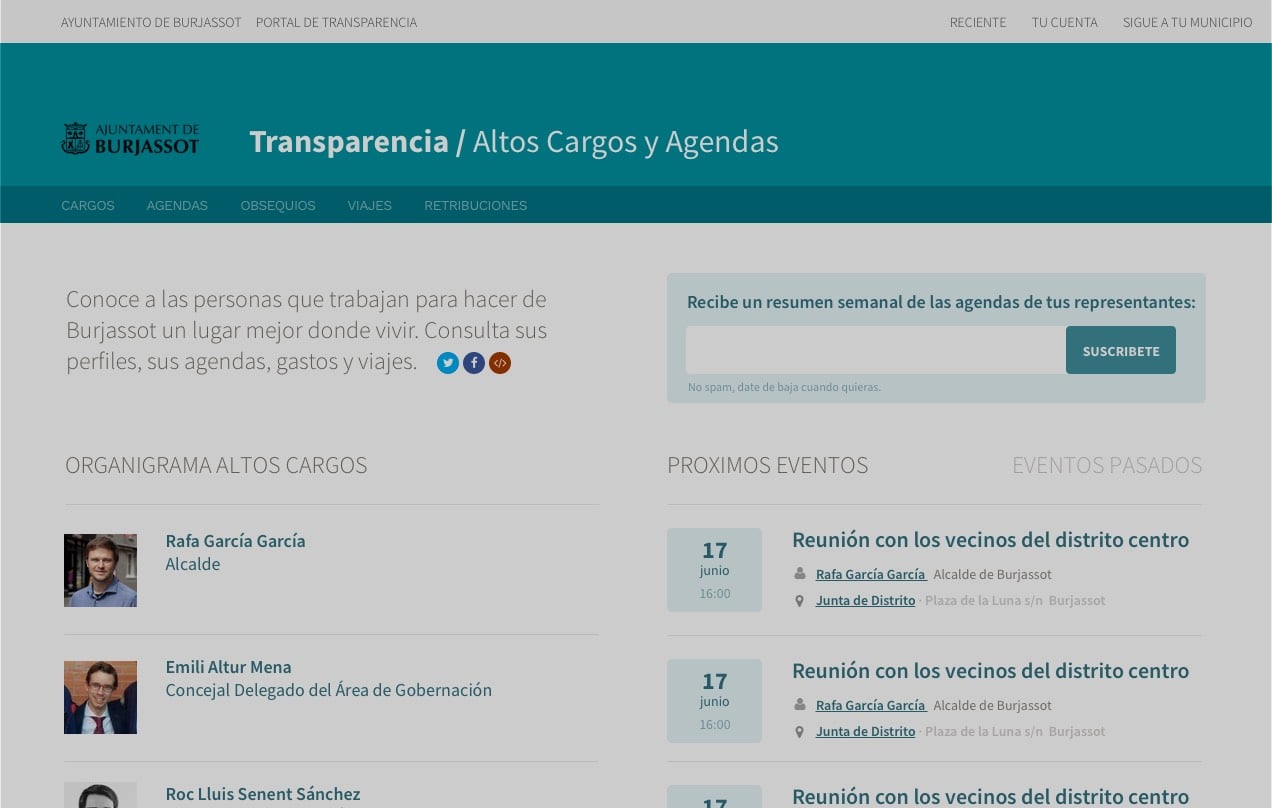 AYUNTAMIENTO DE BURJASSOT PORTAL DE TRANSPARENCIA RECIENTE TU CUENTA SIGUE A TU MUNICIPIO
AJUNTAMENT DE
BURJASSOT
Transparencia / Altos Cargos y Agendas
CARGOS AGENDAS OBSEQUIOS VIAJES RETRIBUCIONES
Conoce a las personas que trabajan para hacer de
Burjassot un lugar mejor donde vivir. Consulta sus
perfiles, sus agendas, gastos y viajes.
Recibe un resumen semanal de las agendas de tus representantes:
SUSCRIBETE
No spam, date de baja cuando quieras.
ORGANIGRAMA ALTOS CARGOS
Rafa García García
Alcalde
Emili Altur Mena
Concejal Delegado del Área de Gobernación
Roc Lluis Senent Sánchez
PROXIMOS EVENTOS EVENTOS PASADOS
17
junio
16:00
Reunión con los vecinos del distrito centro
Rafa García García Alcalde de Burjassot
Junta de Distrito · Plaza de la Luna s/n Burjassot
17
junio
16:00
Reunión con los vecinos del distrito centro
Rafa García García Alcalde de Burjassot
Junta de Distrito · Plaza de la Luna s/n Burjassot
17
Reunión con los vecinos del distrito centro